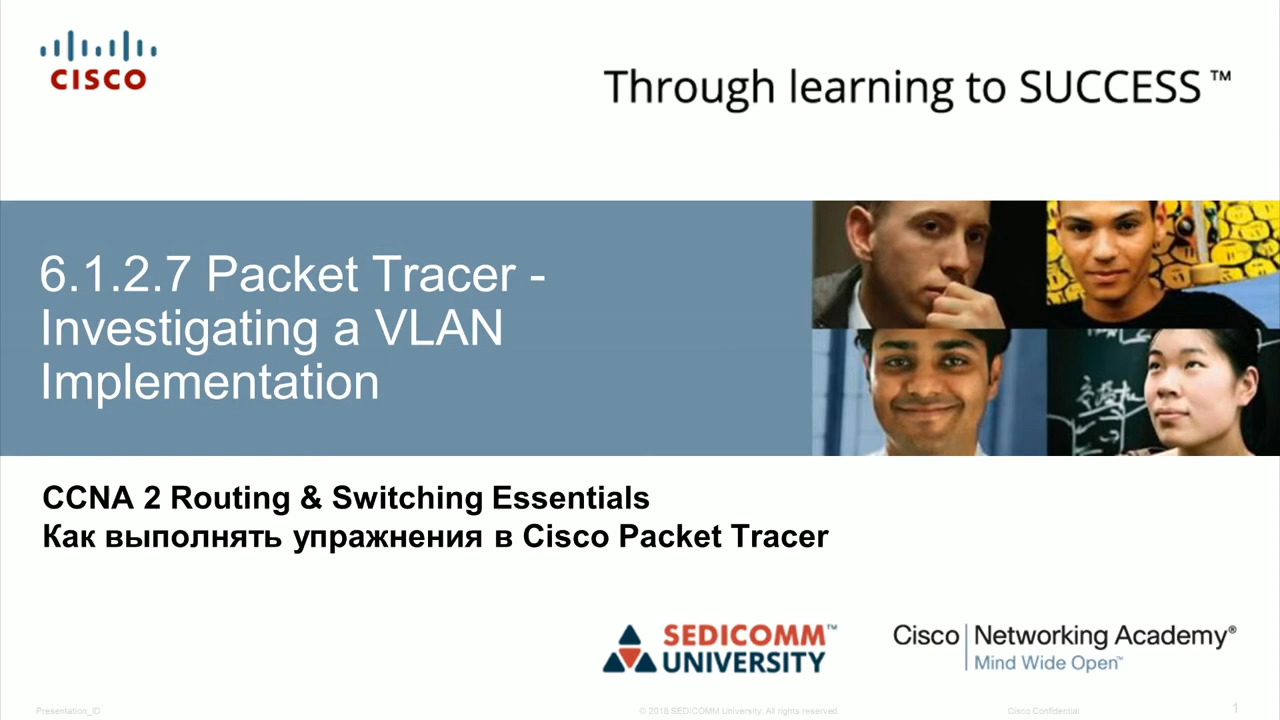 CISCO
Through learning to SUCCESS™
6.1.2.7 Packet Tracer -
Investigating a VLAN
Implementation
CCNA 2 Routing & Switching Essentials
Как выполнять упражнения в Cisco Packet Tracer
SEDICOMM™
UNIVERSITY
Cisco Networking Academy®
Mind Wide Open™
Presentation_ID
© 2018 SEDICOMM University. All rights reserved.
Cisco Confidential
1